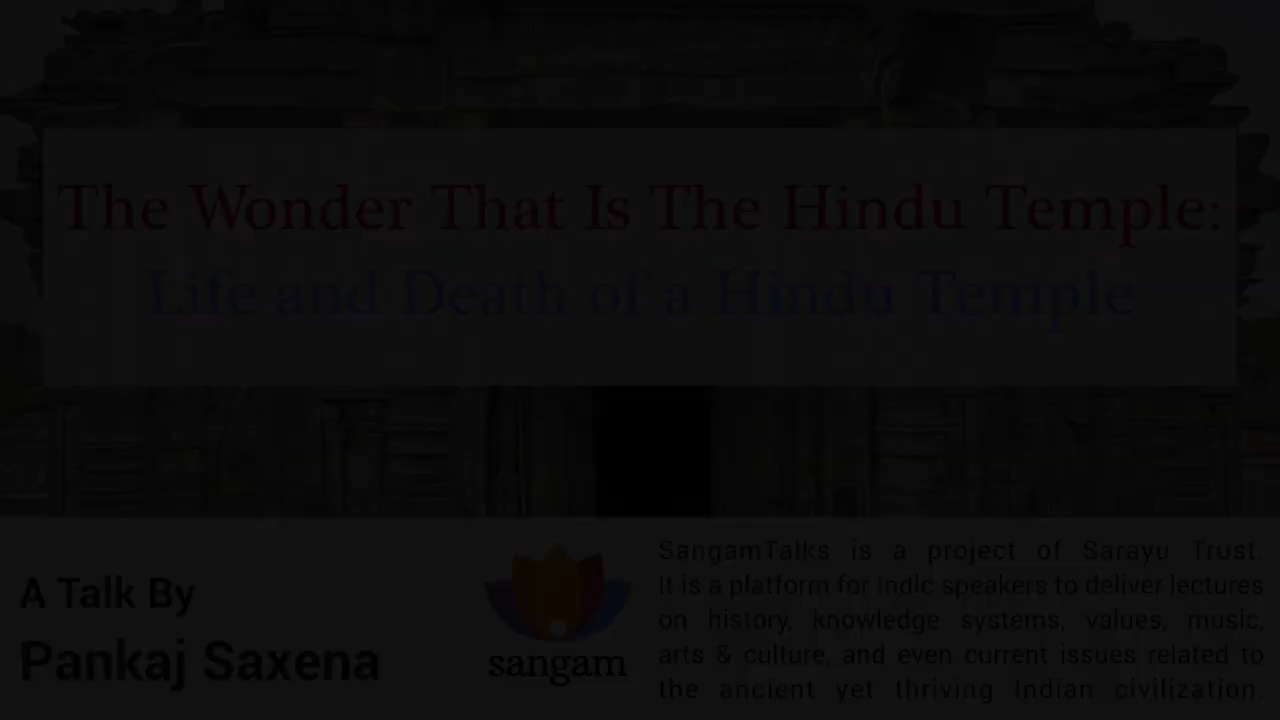 The Wonder That Is The Hindu Temple:
Life and Death of a Hindu Temple
A Talk By
Pankaj Saxena
sangam
SangamTalks is a project of Sarayu Trust.
It is a platform for Indic speakers to deliver lectures
on history, knowledge systems, values, music,
arts & culture, and even current issues related to
the ancient yet thriving Indian civilization.